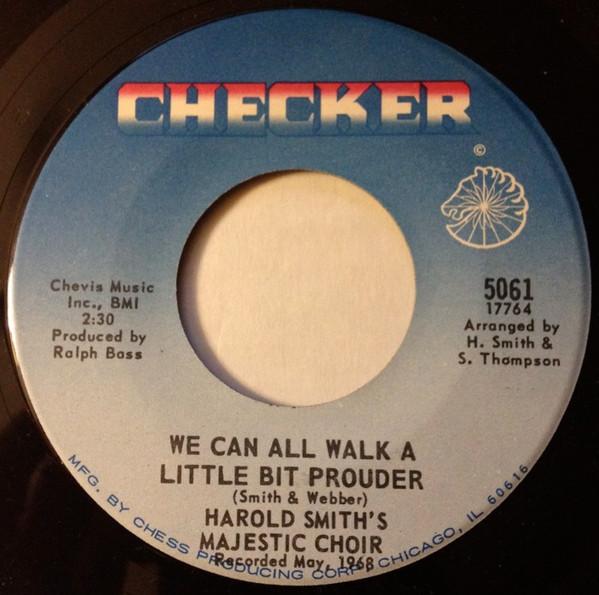 CHECKER
©
Chevis Music
Inc., BMI
2:30
Produced by
Ralph Bass
5061
17764
Arranged by
H. Smith &
S. Thompson
WE CAN ALL WALK A
LITTLE BIT PROUDER
(Smith & Webber)
HAROLD SMITH'S
MAJESTIC CHOIR
Recorded May, 1968
MFG. BY CHESS PRODUCING CORP., CHICAGO, IL 60616